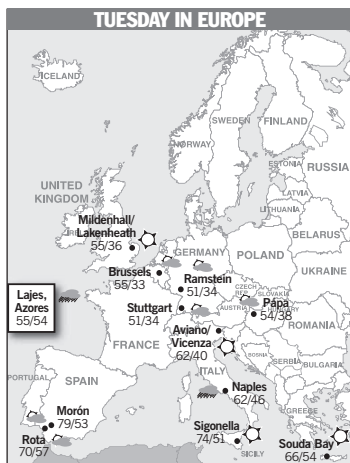 TUESDAY IN EUROPE
ICELAND
SWEDEN
FINLAND
NORWAY
ESTONIA
RUSSIA
LATVIA
LITHUANIA
UNITED
KINGDOM
Mildenhall/
Lakenheath
55/36
BELARUS
POLAND
GERMANY
Brussels
55/33
Ramstein
51/34
UKRAINE
CZECH
REP.
SLOVAKIA
Lajes,
Azores
55/54
Stuttgart
51/34
AUSTRIA
Pápa
54/38
FRANCE
Aviano/
Vicenza
62/40
ROMANIA
BOSNIA
SERBIA
BULGARIA
ITALY
PORTUGAL
SPAIN
Naples
62/46
Morón
79/53
Rota
70/57
Sigonella
74/51
SICILY
GREECE
Souda Bay
66/54